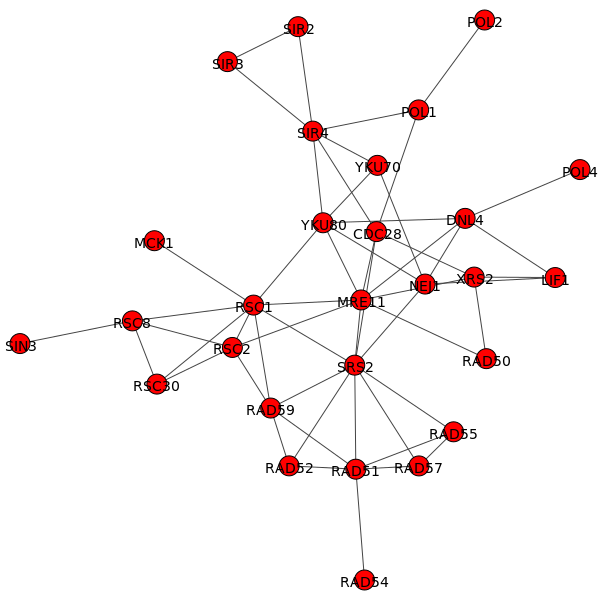 POL2
SIR2
SIR3
POL1
SIR4
YKU70
POL4
DNL4
YKU80
CDC28
MCK1
XRS2
LIF1
NEJ1
MRE11
RSC1
RSC8
SIN3
RSC2
RAD50
SRS2
RSC30
RAD59
RAD55
RAD52
RAD51
RAD57
RAD54